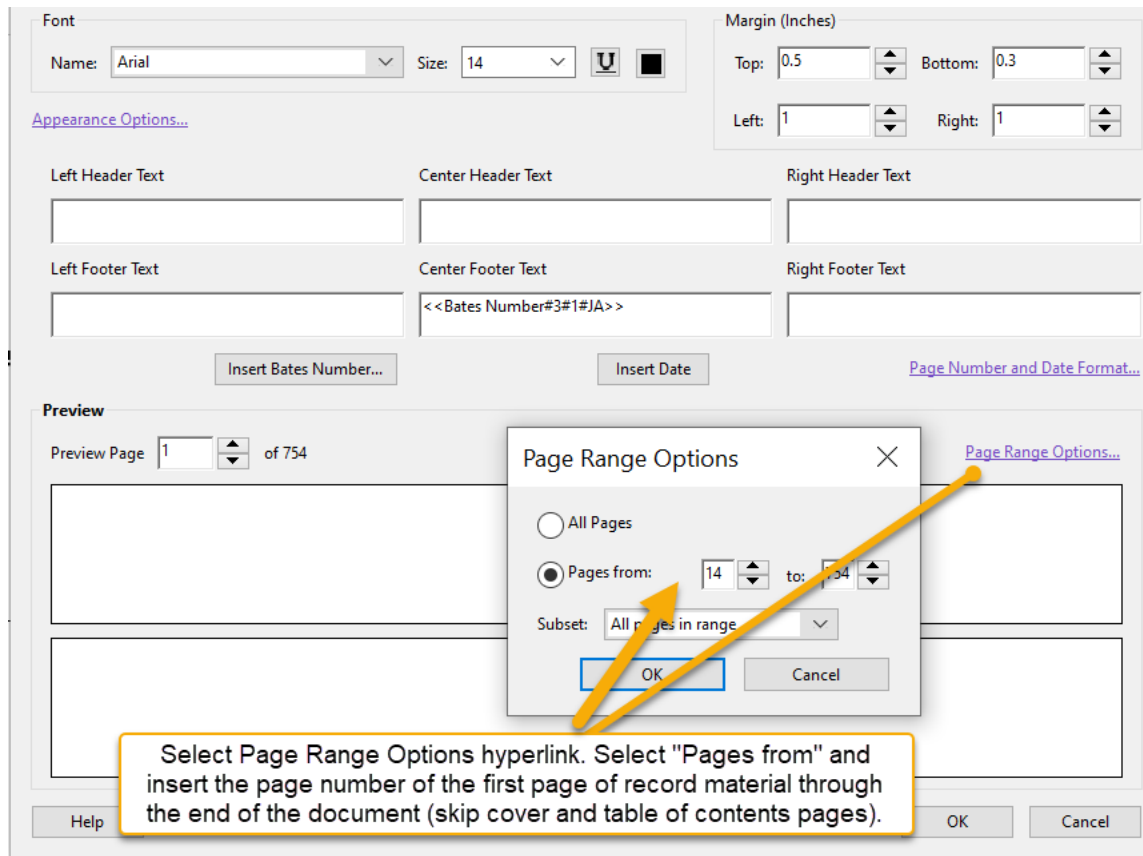 Font
Margin (Inches)
Name: Arial Size: 14 U
Top: 0.5 Bottom: 0.3
Appearance Options...
Left: 1 Right: 1
Left Header Text Center Header Text Right Header Text
Left Footer Text Center Footer Text Right Footer Text
<<Bates Number#3#1#JA>>
Insert Bates Number... Insert Date Page Number and Date Format...
Preview
Preview Page 1 of 754
Page Range Options...
Page Range Options
All Pages
Pages from: 14 to: 754
Subset: All pages in range
OK Cancel
Select Page Range Options hyperlink. Select "Pages from" and
insert the page number of the first page of record material through
the end of the document (skip cover and table of contents pages).
Help OK Cancel